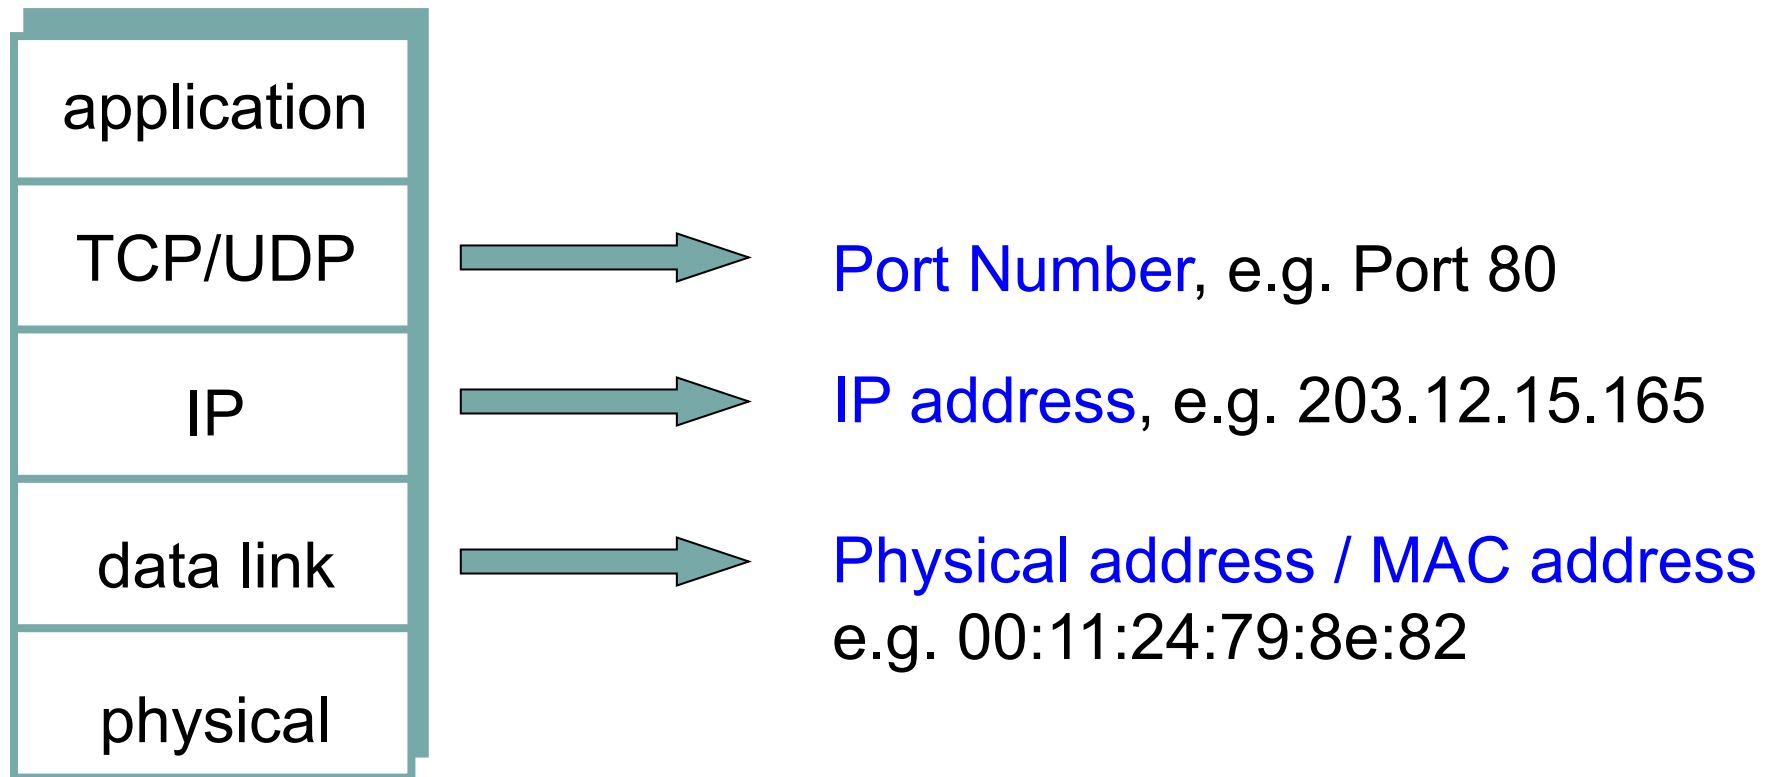 application
TCP/UDP
Port Number, e.g. Port 80
IP
IP address, e.g. 203.12.15.165
data link
Physical address / MAC address
e.g. 00:11:24:79:8e:82
physical